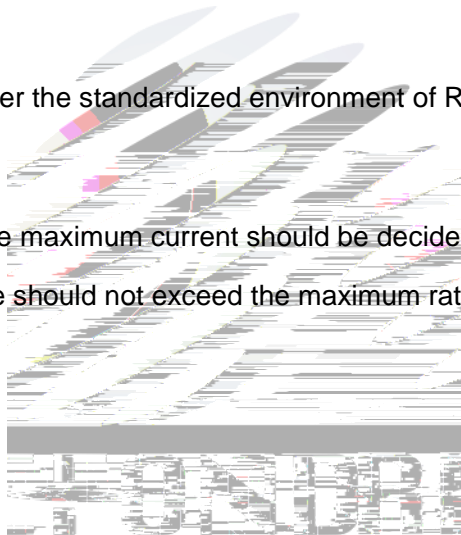 er the standardized environment of R
e maximum current should be decide
e should not exceed the maximum rat